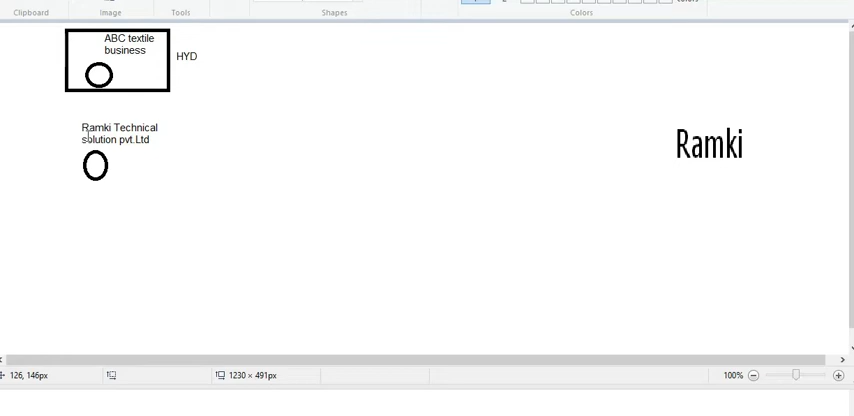 Clipboard
Image
Tools
Shapes
Colors
ABC textile
business
HYD
Ramki Technical
solution pvt.Ltd
Ramki
126, 146px
1230 × 491px
100%